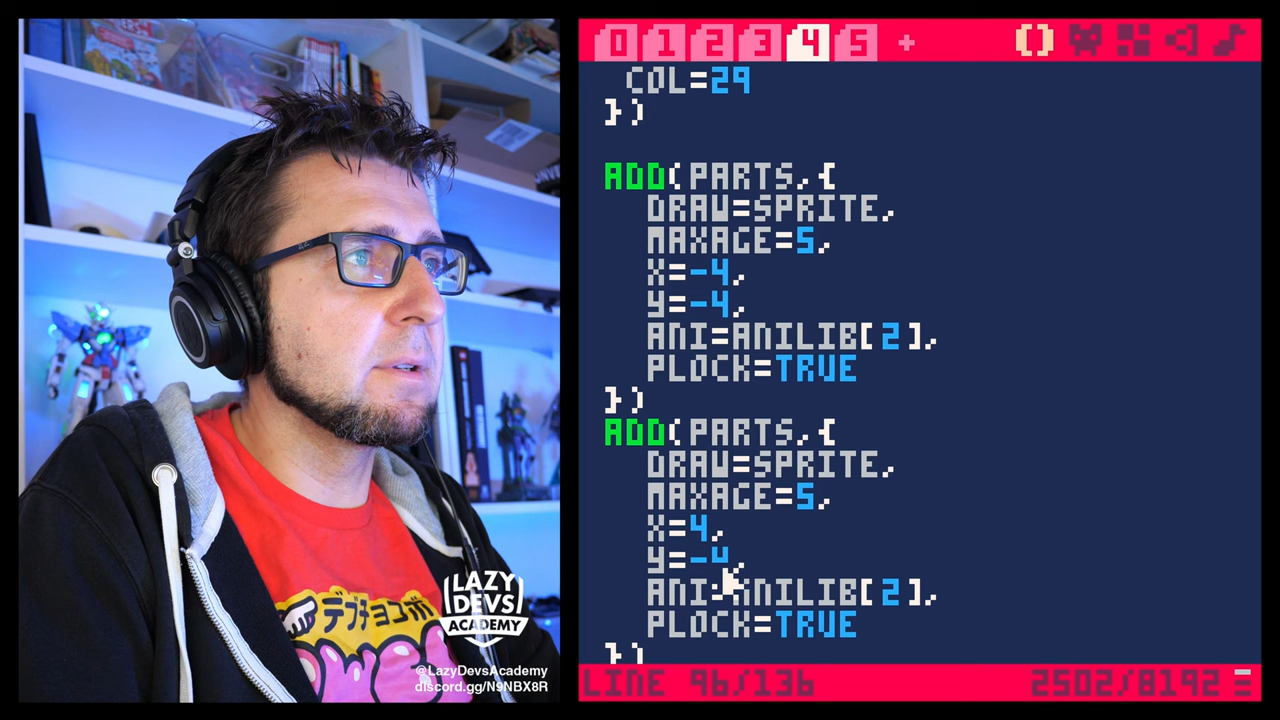 LAZY
DEVS
ACADEMY
@LazyDevsAcademy
discord.gg/N9NBX8R
デブチョコボ
0 1 2 3 4 5 +
COL=29
})
ADD(PARTS,{
DRAW=SPRITE,
MAXAGE=5,
X=-4,
Y=-4,
ANI=ANILIB[2],
PLOCK=TRUE
})
ADD(PARTS,{
DRAW=SPRITE,
MAXAGE=5,
X=4,
Y=-4,
ANI=ANILIB[2],
PLOCK=TRUE
})
LINE 96/136
2502/8192